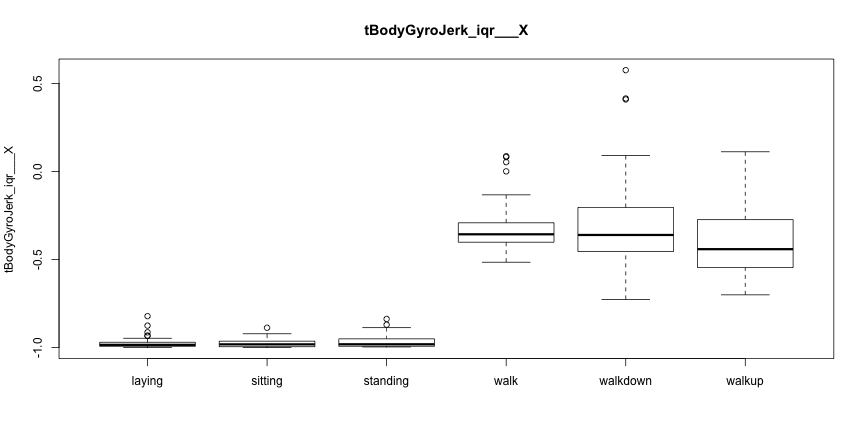 tBodyGyroJerk_iqr___X
tBodyGyroJerk_iqr___X
0.5
0.0
-0.5
-1.0
laying sitting standing walk walkdown walkup